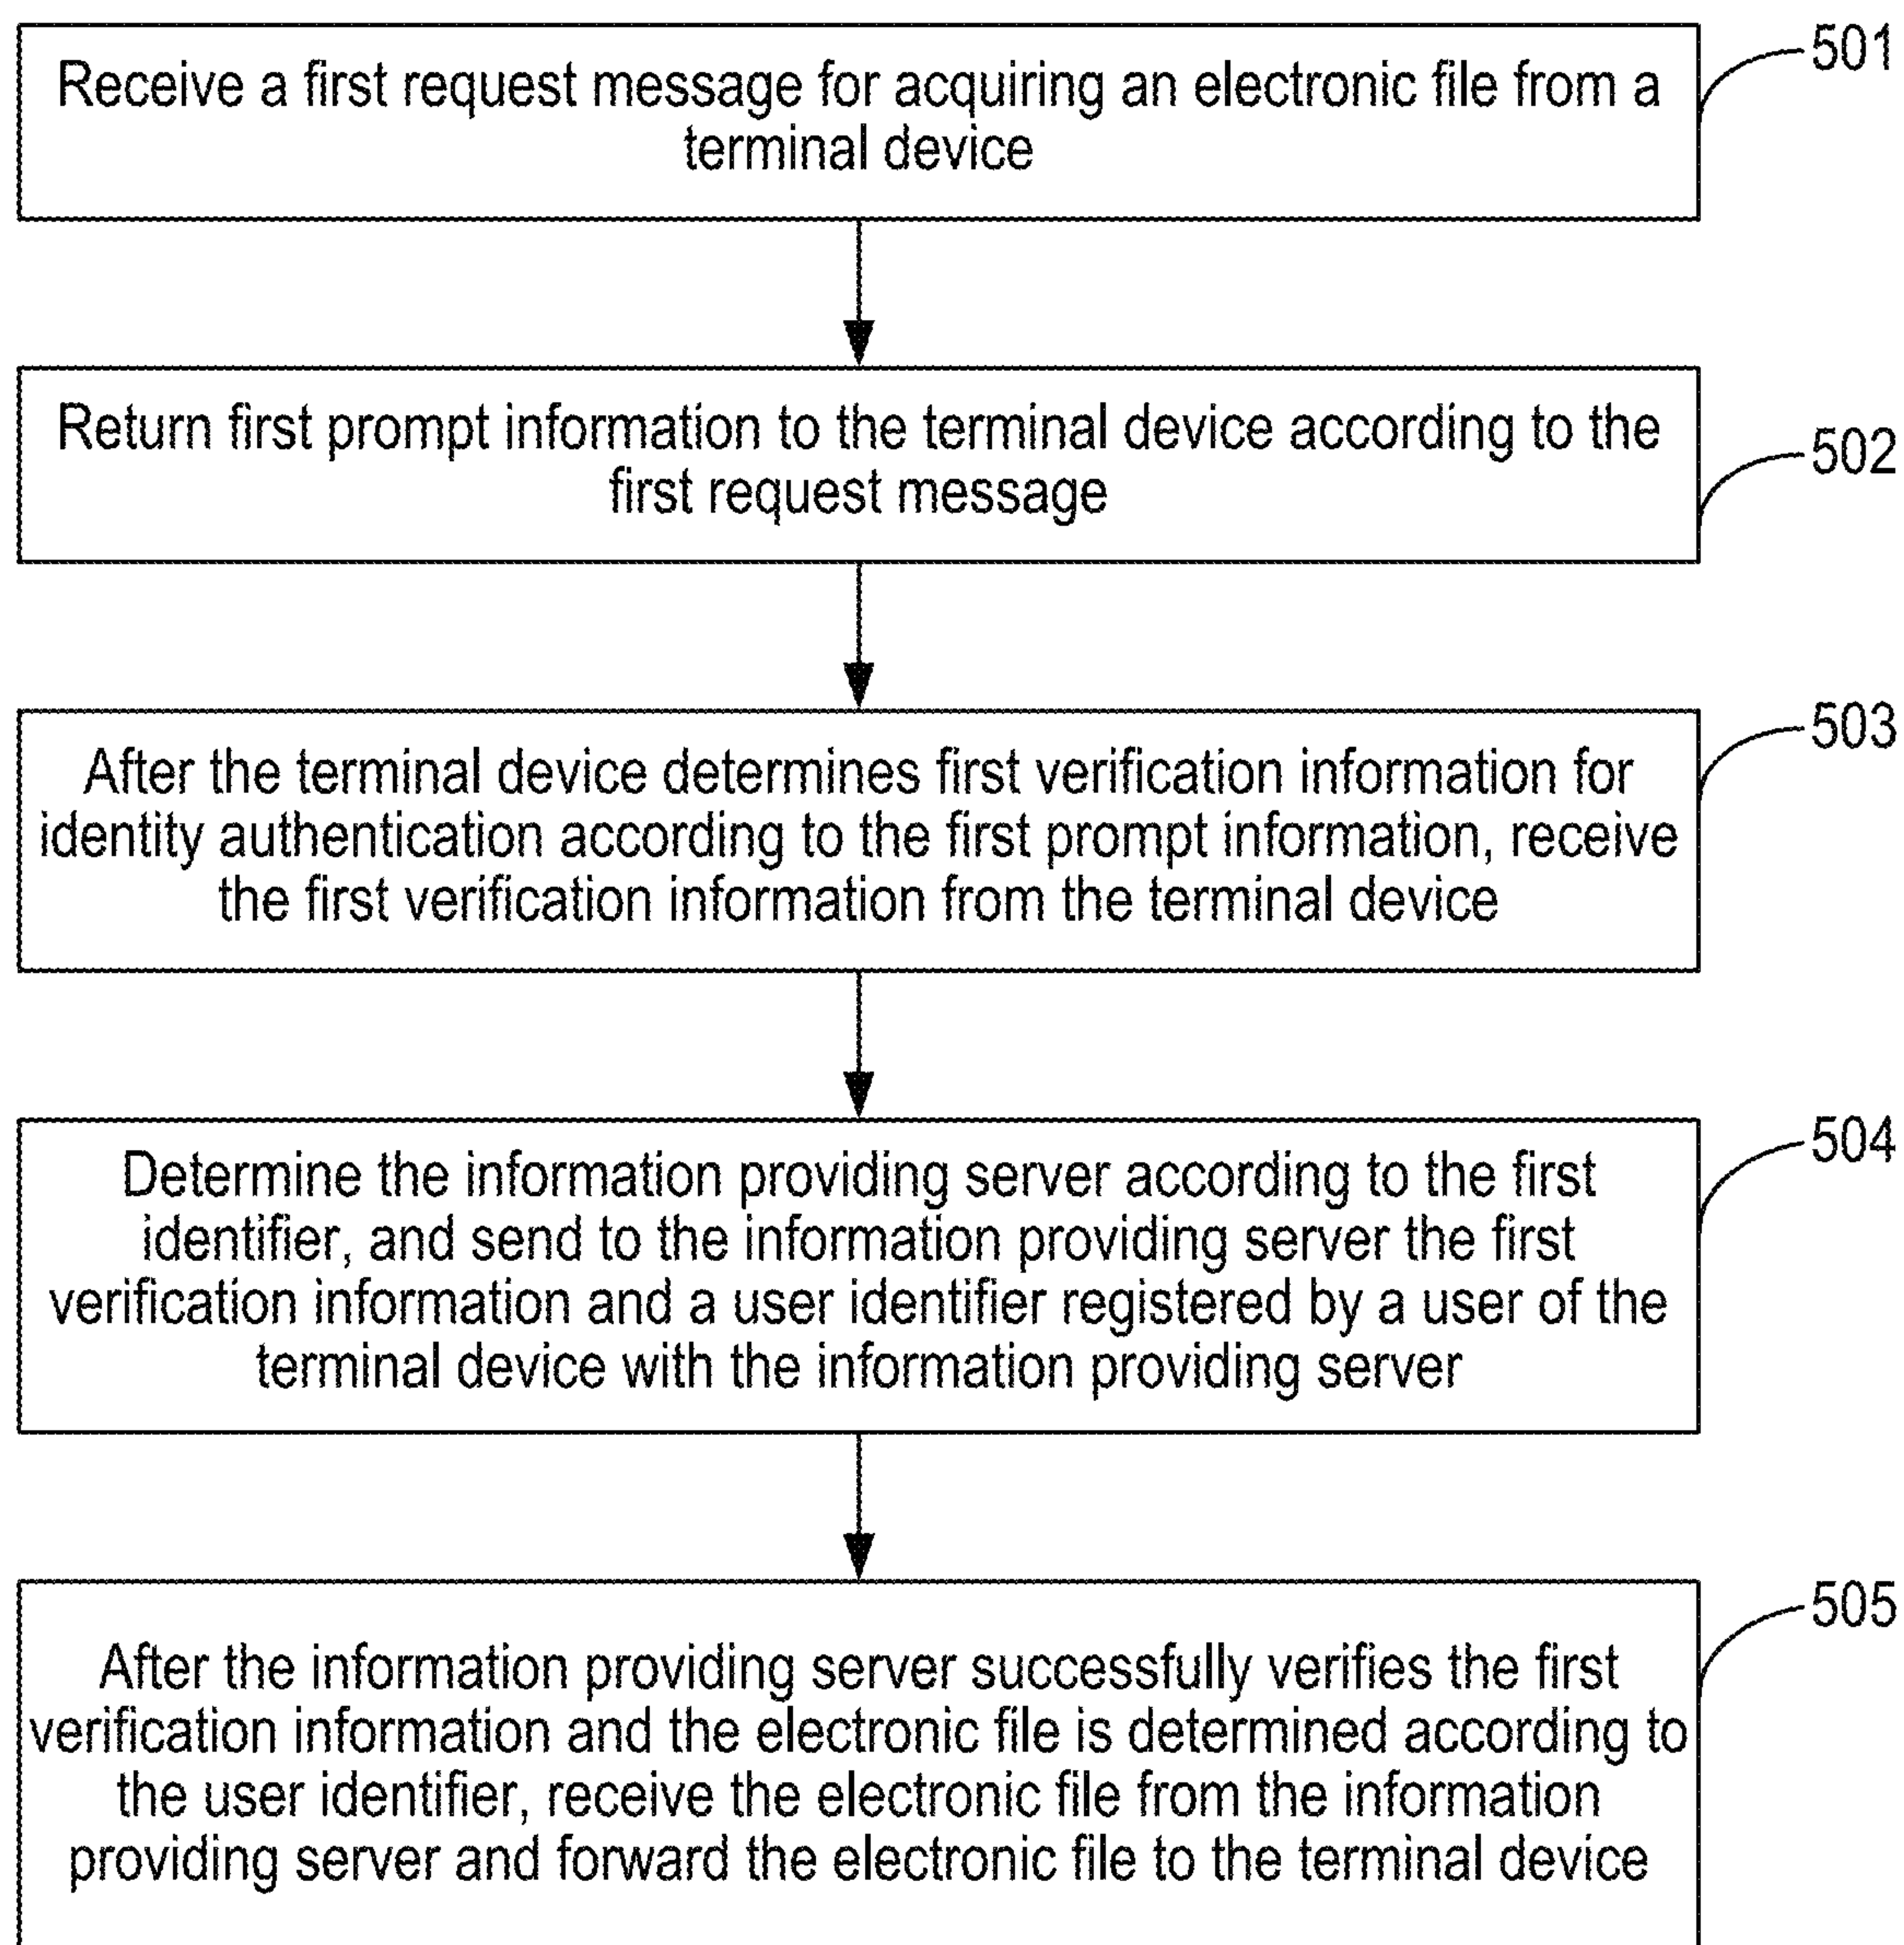 Receive a first request message for acquiring an electronic file from a
terminal device
501
Return first prompt information to the terminal device according to the
first request message
502
After the terminal device determines first verification information for
identity authentication according to the first prompt information, receive
the first verification information from the terminal device
503
Determine the information providing server according to the first
identifier, and send to the information providing server the first
verification information and a user identifier registered by a user of the
terminal device with the information providing server
504
After the information providing server successfully verifies the first
verification information and the electronic file is determined according to
the user identifier, receive the electronic file from the information
providing server and forward the electronic file to the terminal device
505